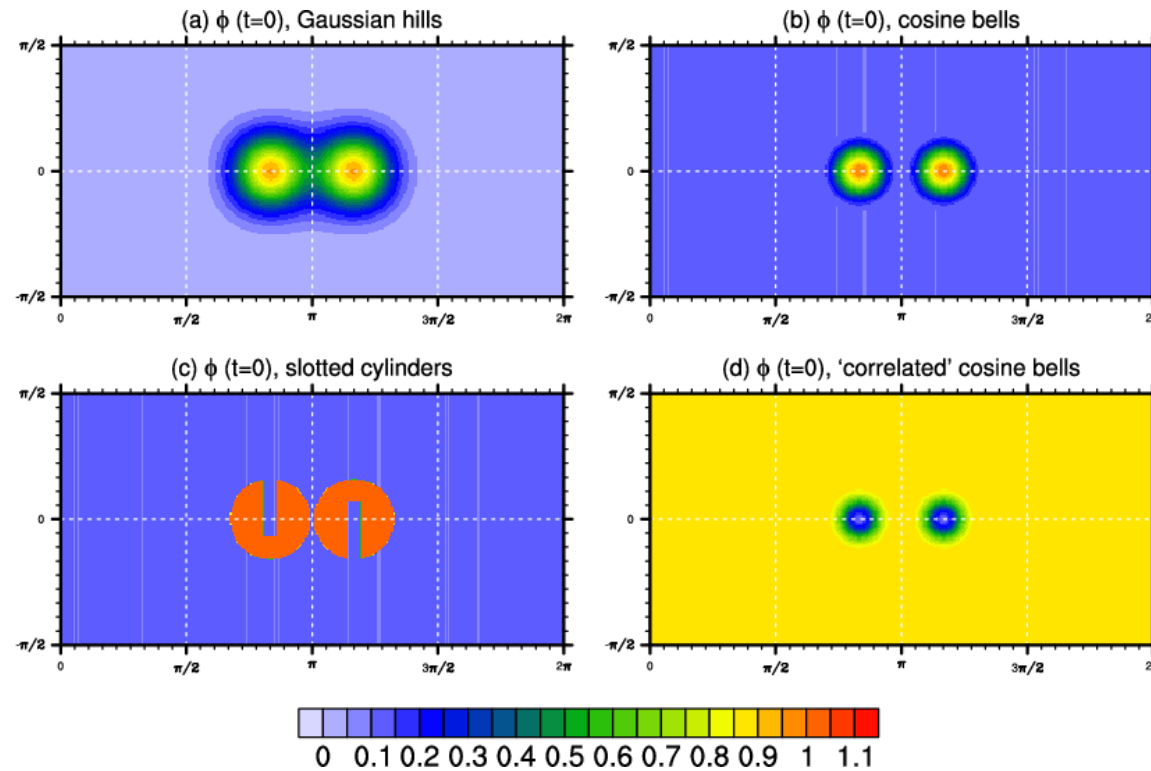 (a) ϕ (t=0), Gaussian hills
(b) ϕ (t=0), cosine bells
π/2
0
-π/2
0 π/2 π 3π/2 2π
π/2
0
-π/2
0 π/2 π 3π/2 2
(c) ϕ (t=0), slotted cylinders
(d) ϕ (t=0), ‘correlated’ cosine bells
π/2
0
-π/2
0 π/2 π 3π/2 2π
π/2
0
-π/2
0 π/2 π 3π/2 2
0 0.1 0.2 0.3 0.4 0.5 0.6 0.7 0.8 0.9 1 1.1